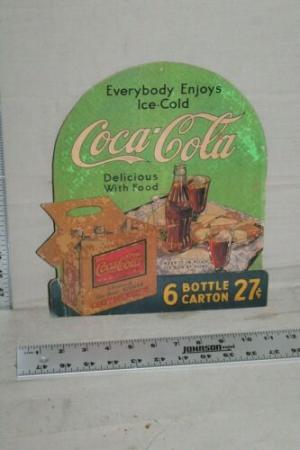 Everybody Enjoys
Ice-Cold
Coca-Cola
Delicious
With Food
Coca-Cola
6 BOTTLE
CARTON 27¢
JOHNSON